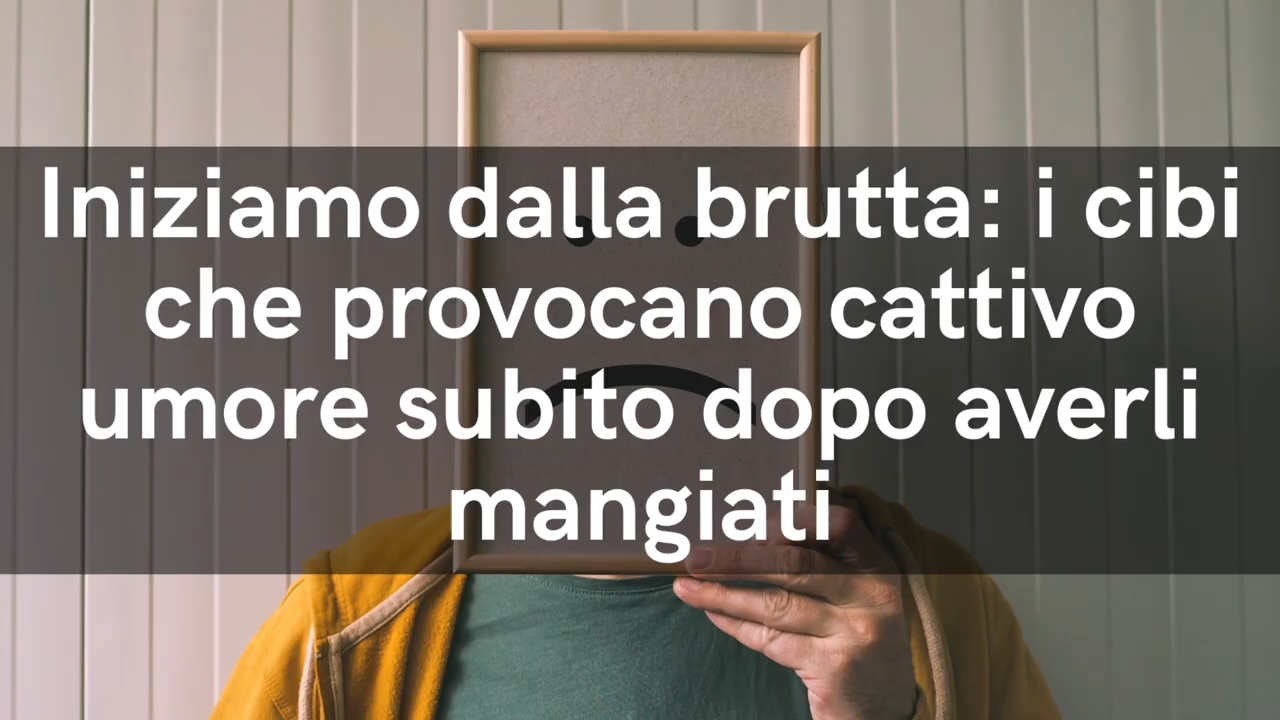 Iniziamo dalla brutta: i cibi
che provocano cattivo
umore subito dopo averli
mangiati